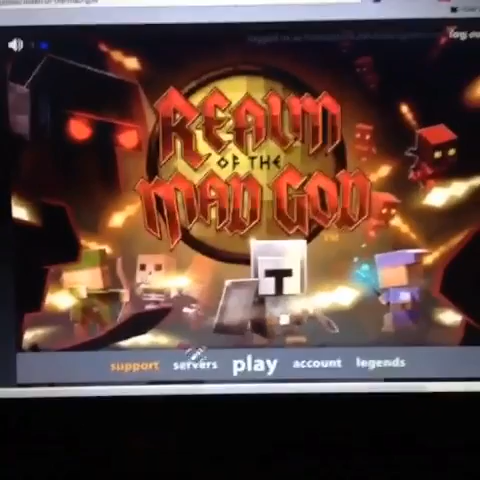 REALM
OF THE
MAD GOD
support servers play account legends